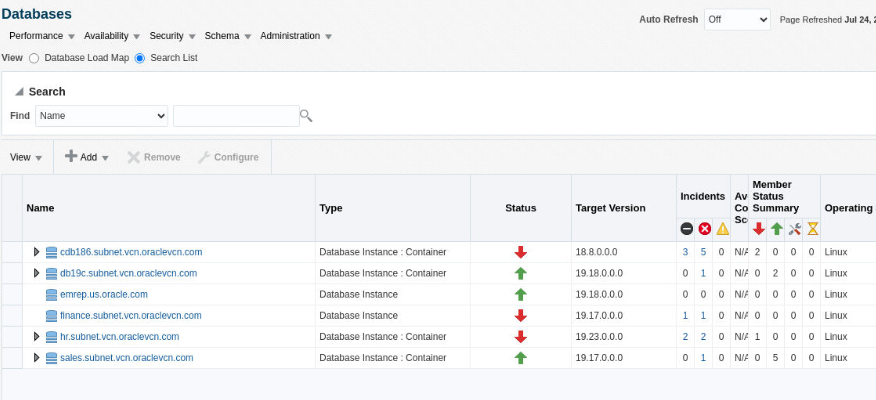 Databases
Auto Refresh Off Page Refreshed Jul 24, 2
Performance Availability Security Schema Administration
View Database Load Map Search List
Search
Find Name
View Add Remove Configure
Name Type Status Target Version Incidents Av Co Sco Member Status Summary Operating
cdb186.subnet.vcn.oraclevcn.com Database Instance : Container 18.8.0.0.0 3 5 0 N/A 2 0 0 0 Linux
db19c.subnet.vcn.oraclevcn.com Database Instance : Container 19.18.0.0.0 0 1 0 N/A 0 2 0 0 Linux
emrep.us.oracle.com Database Instance 19.18.0.0.0 0 0 0 N/A 0 0 0 0 Linux
finance.subnet.vcn.oraclevcn.com Database Instance 19.17.0.0.0 1 1 0 N/A 0 0 0 0 Linux
hr.subnet.vcn.oraclevcn.com Database Instance : Container 19.23.0.0.0 2 2 0 N/A 1 0 0 0 Linux
sales.subnet.vcn.oraclevcn.com Database Instance : Container 19.17.0.0.0 0 1 0 N/A 0 5 0 0 Linux